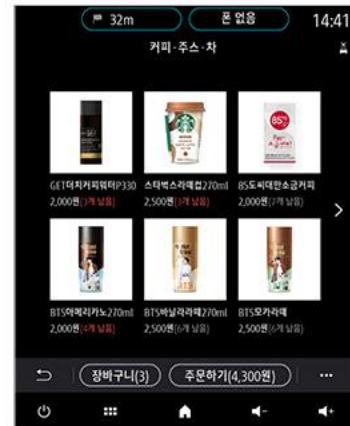 32m
폰 없음
14:41
커피·주스·차
GET더치커피워터P330
2,000원(3개 남음)
스타벅스라떼컵270ml
2,500원(3개 남음)
85도씨대만소금커피
2,000원(7개 남음)
BTS아메리카노270ml
2,000원(4개 남음)
BTS바닐라라떼270ml
2,500원(6개 남음)
BTS모카라떼
2,500원(6개 남음)
장바구니(3)
주문하기(4,300원)